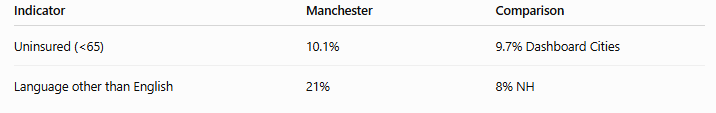 Indicator Manchester Comparison
Uninsured (<65) 10.1% 9.7% Dashboard Cities
Language other than English 21% 8% NH